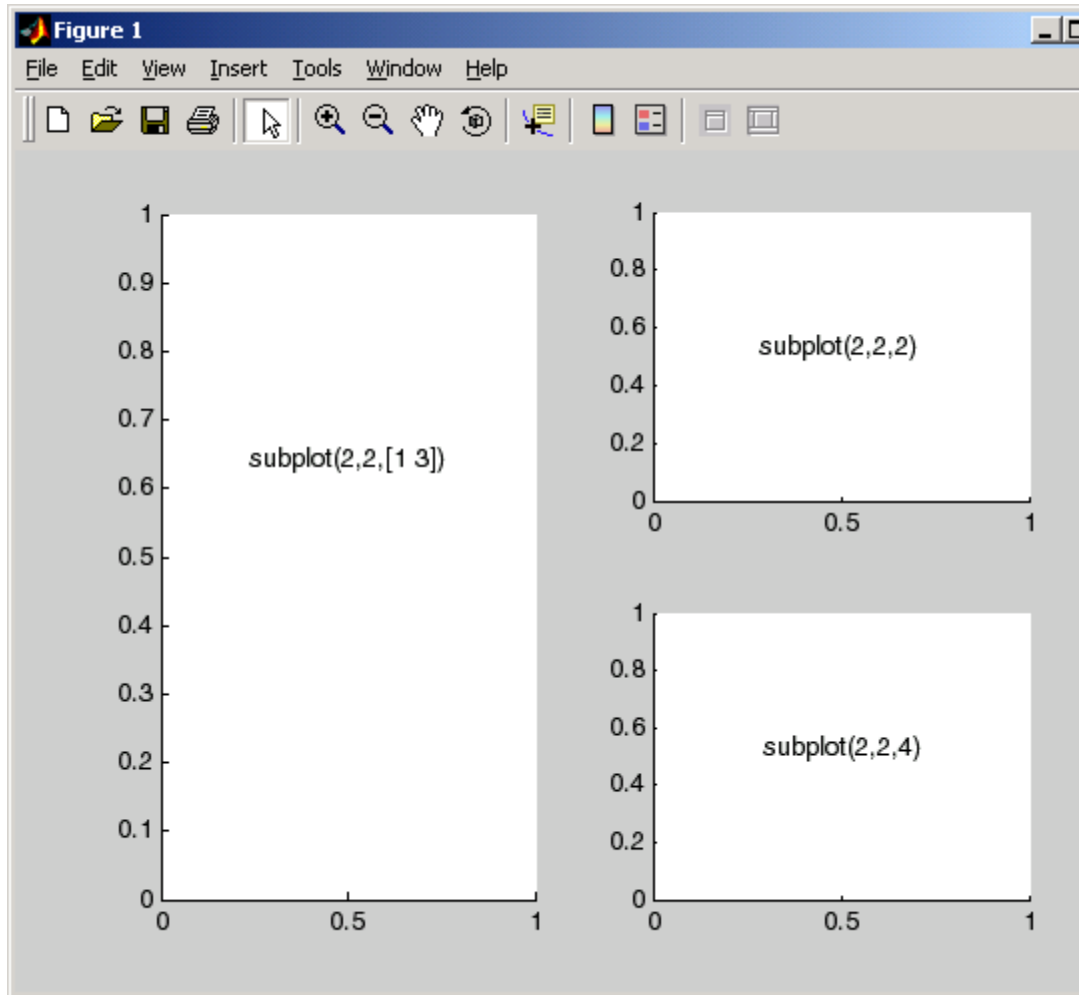 Figure 1
File Edit View Insert Tools Window Help
1
0.9
0.8
0.7
0.6
0.5
0.4
0.3
0.2
0.1
0
0 0.5 1
subplot(2,2,[1 3])
1
0.8
0.6
0.4
0.2
0
0 0.5 1
subplot(2,2,2)
1
0.8
0.6
0.4
0.2
0
0 0.5 1
subplot(2,2,4)